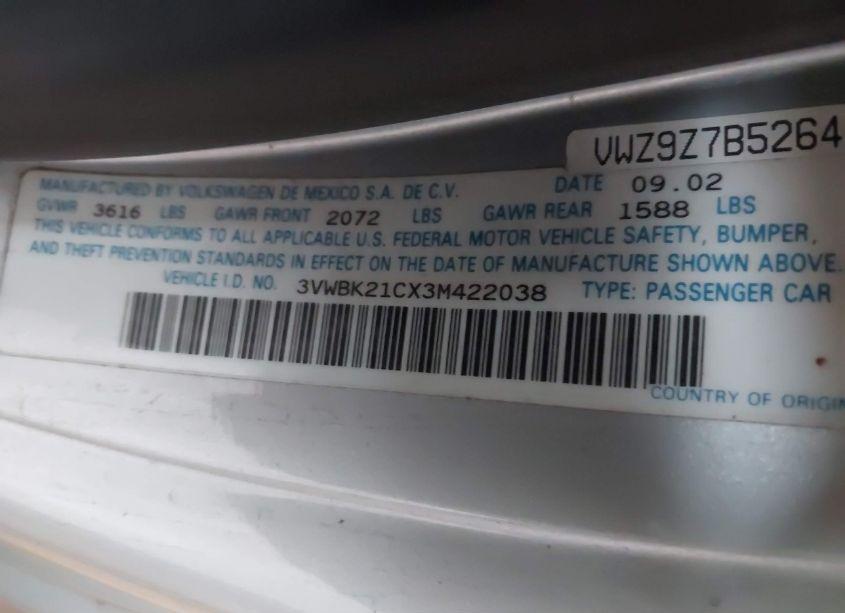 VWZ9Z7B5264
MANUFACTURED BY VOLKSWAGEN DE MEXICO S.A. DE C.V. DATE 09.02
GVWR 3616 LBS GAWR FRONT 2072 LBS GAWR REAR 1588 LBS
THIS VEHICLE CONFORMS TO ALL APPLICABLE U.S. FEDERAL MOTOR VEHICLE SAFETY, BUMPER,
AND THEFT PREVENTION STANDARDS IN EFFECT ON THE DATE OF MANUFACTURE SHOWN ABOVE.
VEHICLE I.D. NO. 3VWBK21CX3M422038 TYPE: PASSENGER CAR
COUNTRY OF ORIGIN